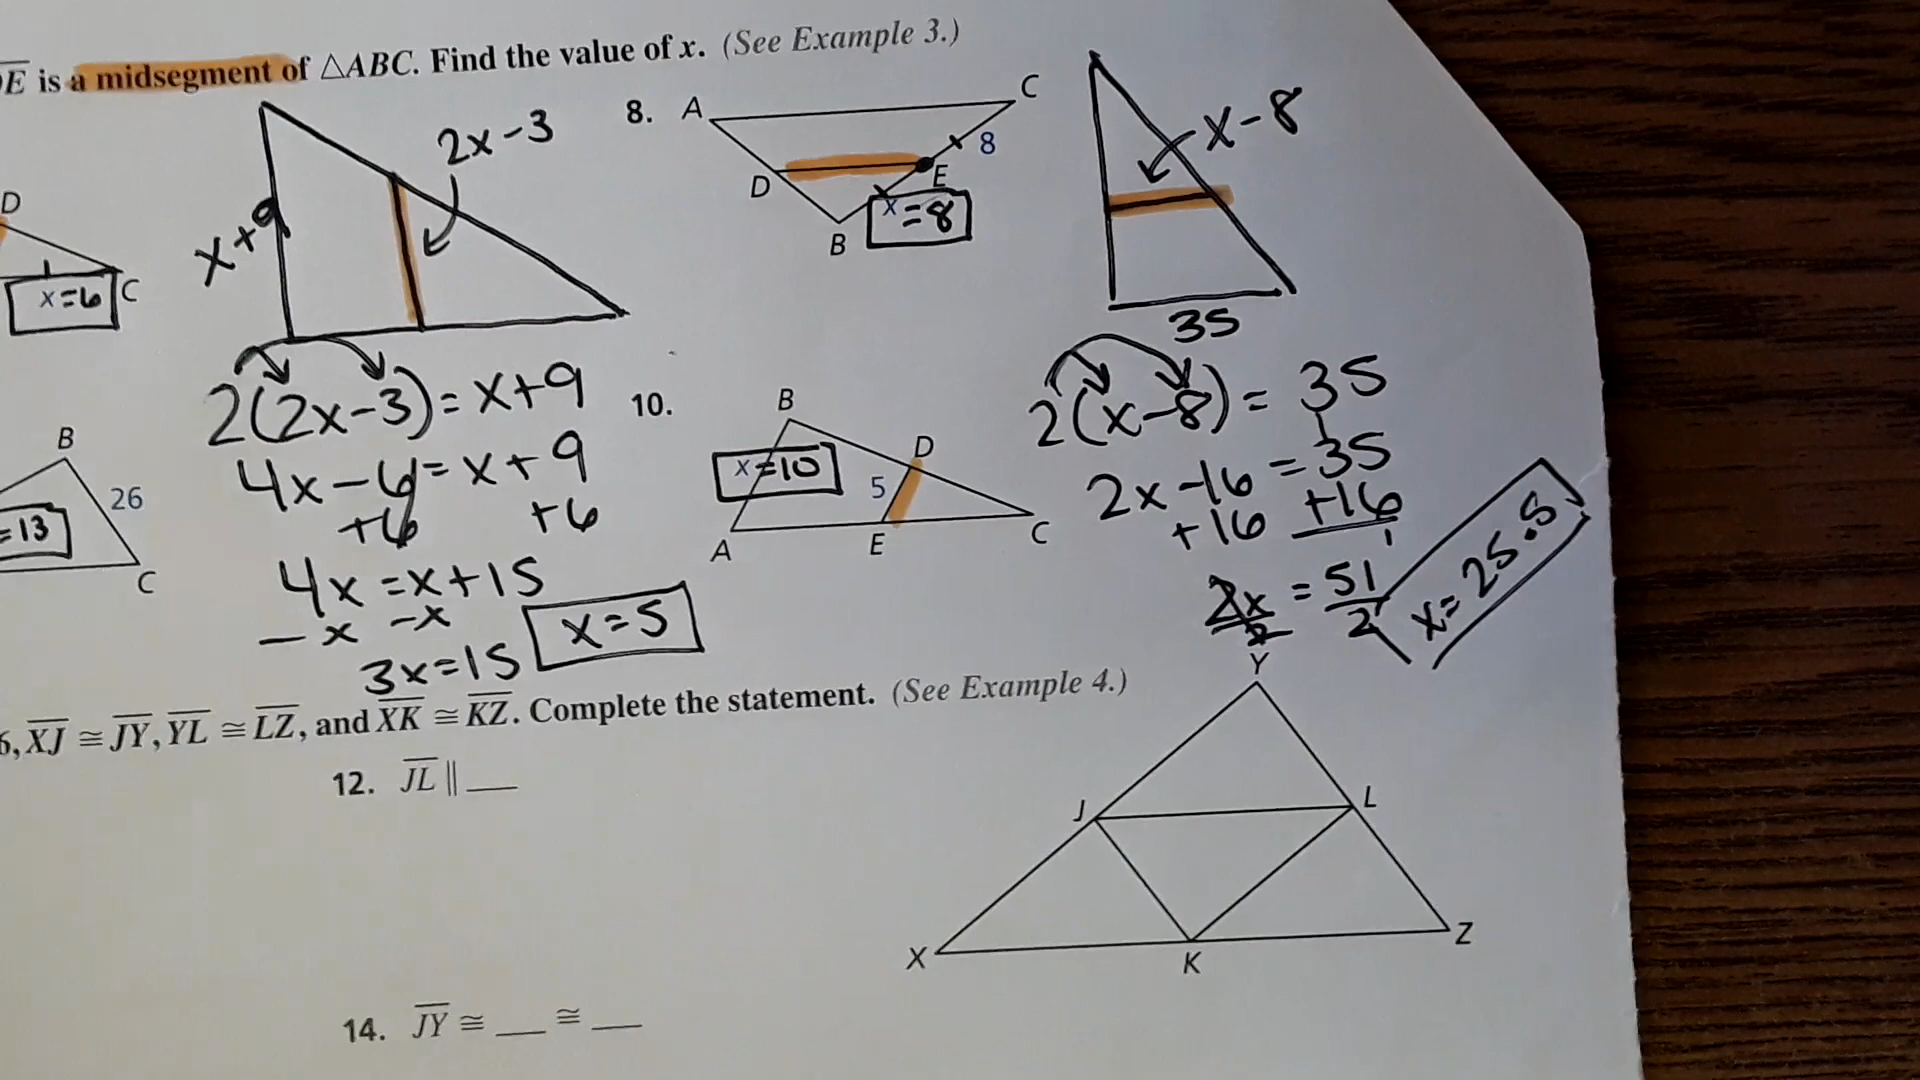 E is a midsegment of △ABC. Find the value of x. (See Example 3.)
D
x=6
C
x+9
2x-3
2(2x-3)=x+9
4x-6=x+9
+6 +6
4x=x+15
-x -x
3x=15
x=5
8.
A
C
D
E
8
B
x=8
x-8
35
2(x-8)=35
2x-16=35
+16 +16
2x/2=51/2
x=25.5
B
26
=13
C
10.
B
D
x=10
5
A
E
C
6, XJ ≅ JY, YL ≅ LZ, and XK ≅ KZ. Complete the statement. (See Example 4.)
12. JL ∥ __
Y
J
L
X
K
Z
14. JY ≅ __ ≅ __